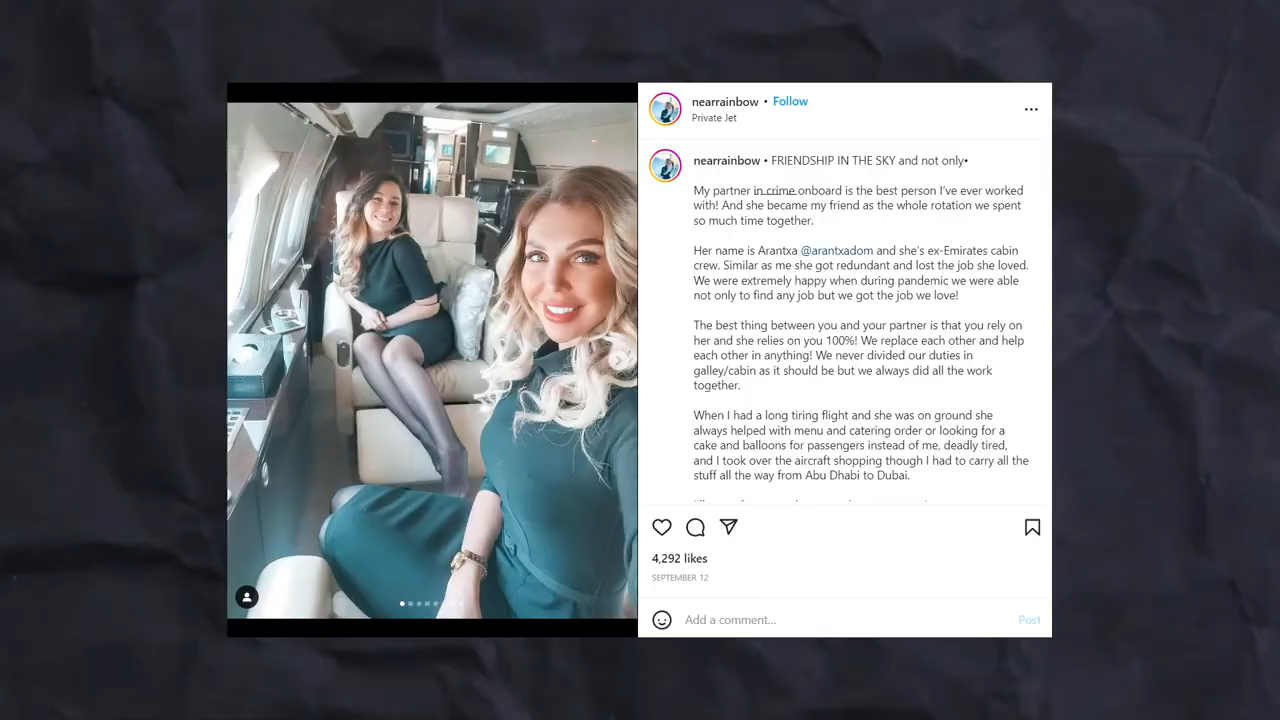 nearrainbow • Follow
Private Jet
nearrainbow • FRIENDSHIP IN THE SKY and not only•
My partner in crime onboard is the best person I've ever worked
with! And she became my friend as the whole rotation we spent
so much time together.
Her name is Arantxa @arantxadom and she's ex-Emirates cabin
crew. Similar as me she got redundant and lost the job she loved.
We were extremely happy when during pandemic we were able
not only to find any job but we got the job we love!
The best thing between you and your partner is that you rely on
her and she relies on you 100%! We replace each other and help
each other in anything! We never divided our duties in
galley/cabin as it should be but we always did all the work
together.
When I had a long tiring flight and she was on ground she
always helped with menu and catering order or looking for a
cake and balloons for passengers instead of me, deadly tired,
and I took over the aircraft shopping though I had to carry all the
stuff all the way from Abu Dhabi to Dubai.
4,292 likes
SEPTEMBER 12
Add a comment...
Post